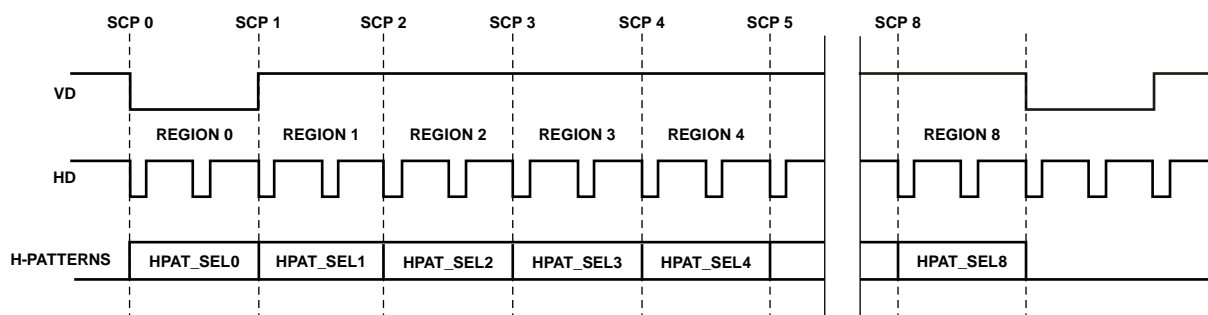 SCP 0 SCP 1 SCP 2 SCP 3 SCP 4 SCP 5 SCP 8
VD
REGION 0 REGION 1 REGION 2 REGION 3 REGION 4 REGION 8
HD
H-PATTERNS HPAT_SEL0 HPAT_SEL1 HPAT_SEL2 HPAT_SEL3 HPAT_SEL4 HPAT_SEL8